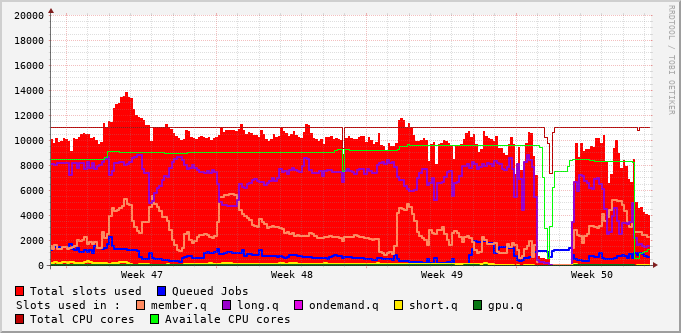 20000
18000
16000
14000
12000
10000
8000
6000
4000
2000
0
Week 47 Week 48 Week 49 Week 50
RRDTOOL / TOBI OETIKER
Total slots used Queued Jobs
Slots used in : member.q long.q ondemand.q short.q gpu.q
Total CPU cores Availale CPU cores